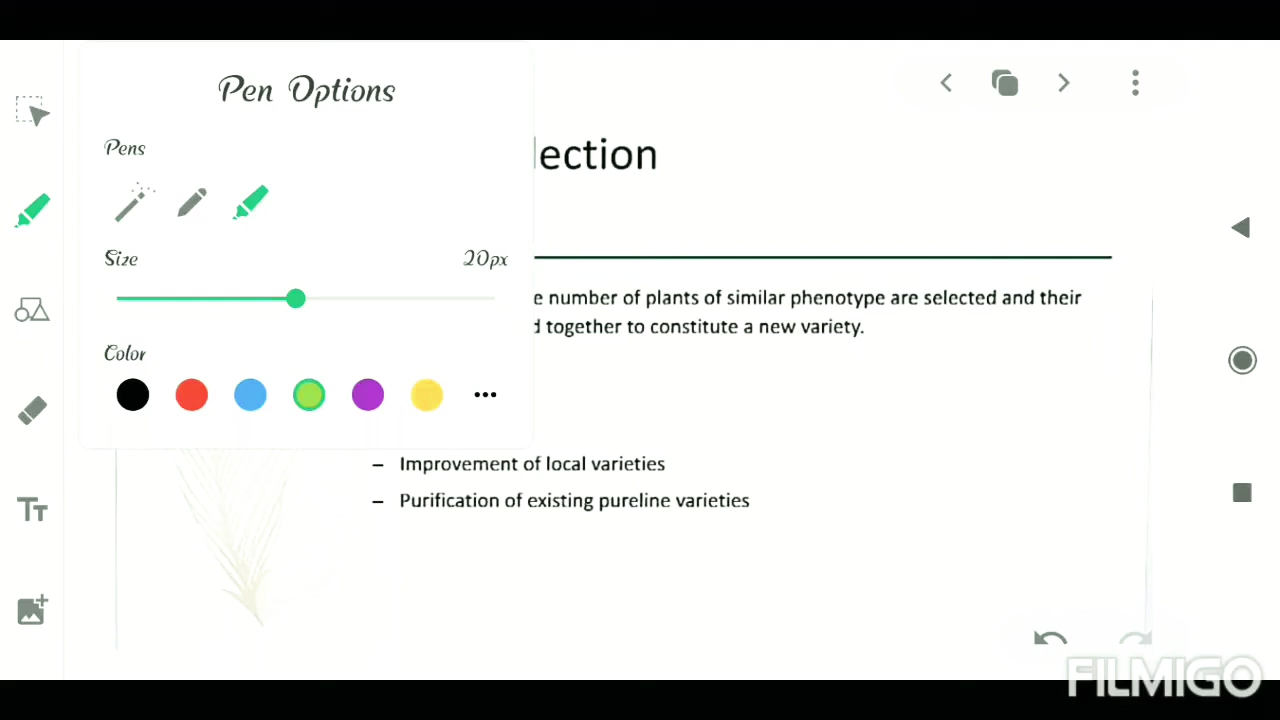 Pen Options
Pens
Size 20px
Color
lection
e number of plants of similar phenotype are selected and their
d together to constitute a new variety.
– Improvement of local varieties
– Purification of existing pureline varieties
TT
FILMIGO